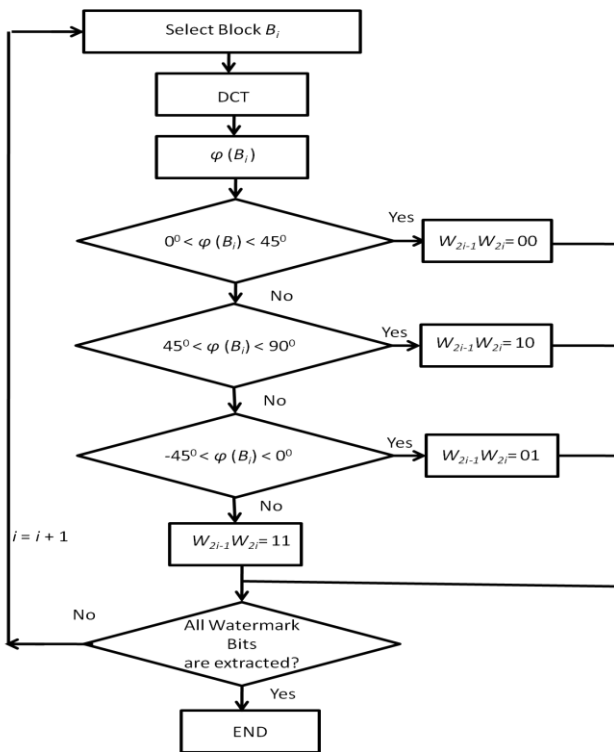 Select Block Bᵢ
DCT
φ (Bᵢ)
0⁰ < φ (Bᵢ) < 45⁰
Yes
W₂ᵢ₋₁W₂ᵢ= 00
No
45⁰ < φ (Bᵢ) < 90⁰
Yes
W₂ᵢ₋₁W₂ᵢ= 10
No
-45⁰ < φ (Bᵢ) < 0⁰
Yes
W₂ᵢ₋₁W₂ᵢ= 01
No
W₂ᵢ₋₁W₂ᵢ= 11
i = i + 1
No
All Watermark
Bits
are extracted?
Yes
END